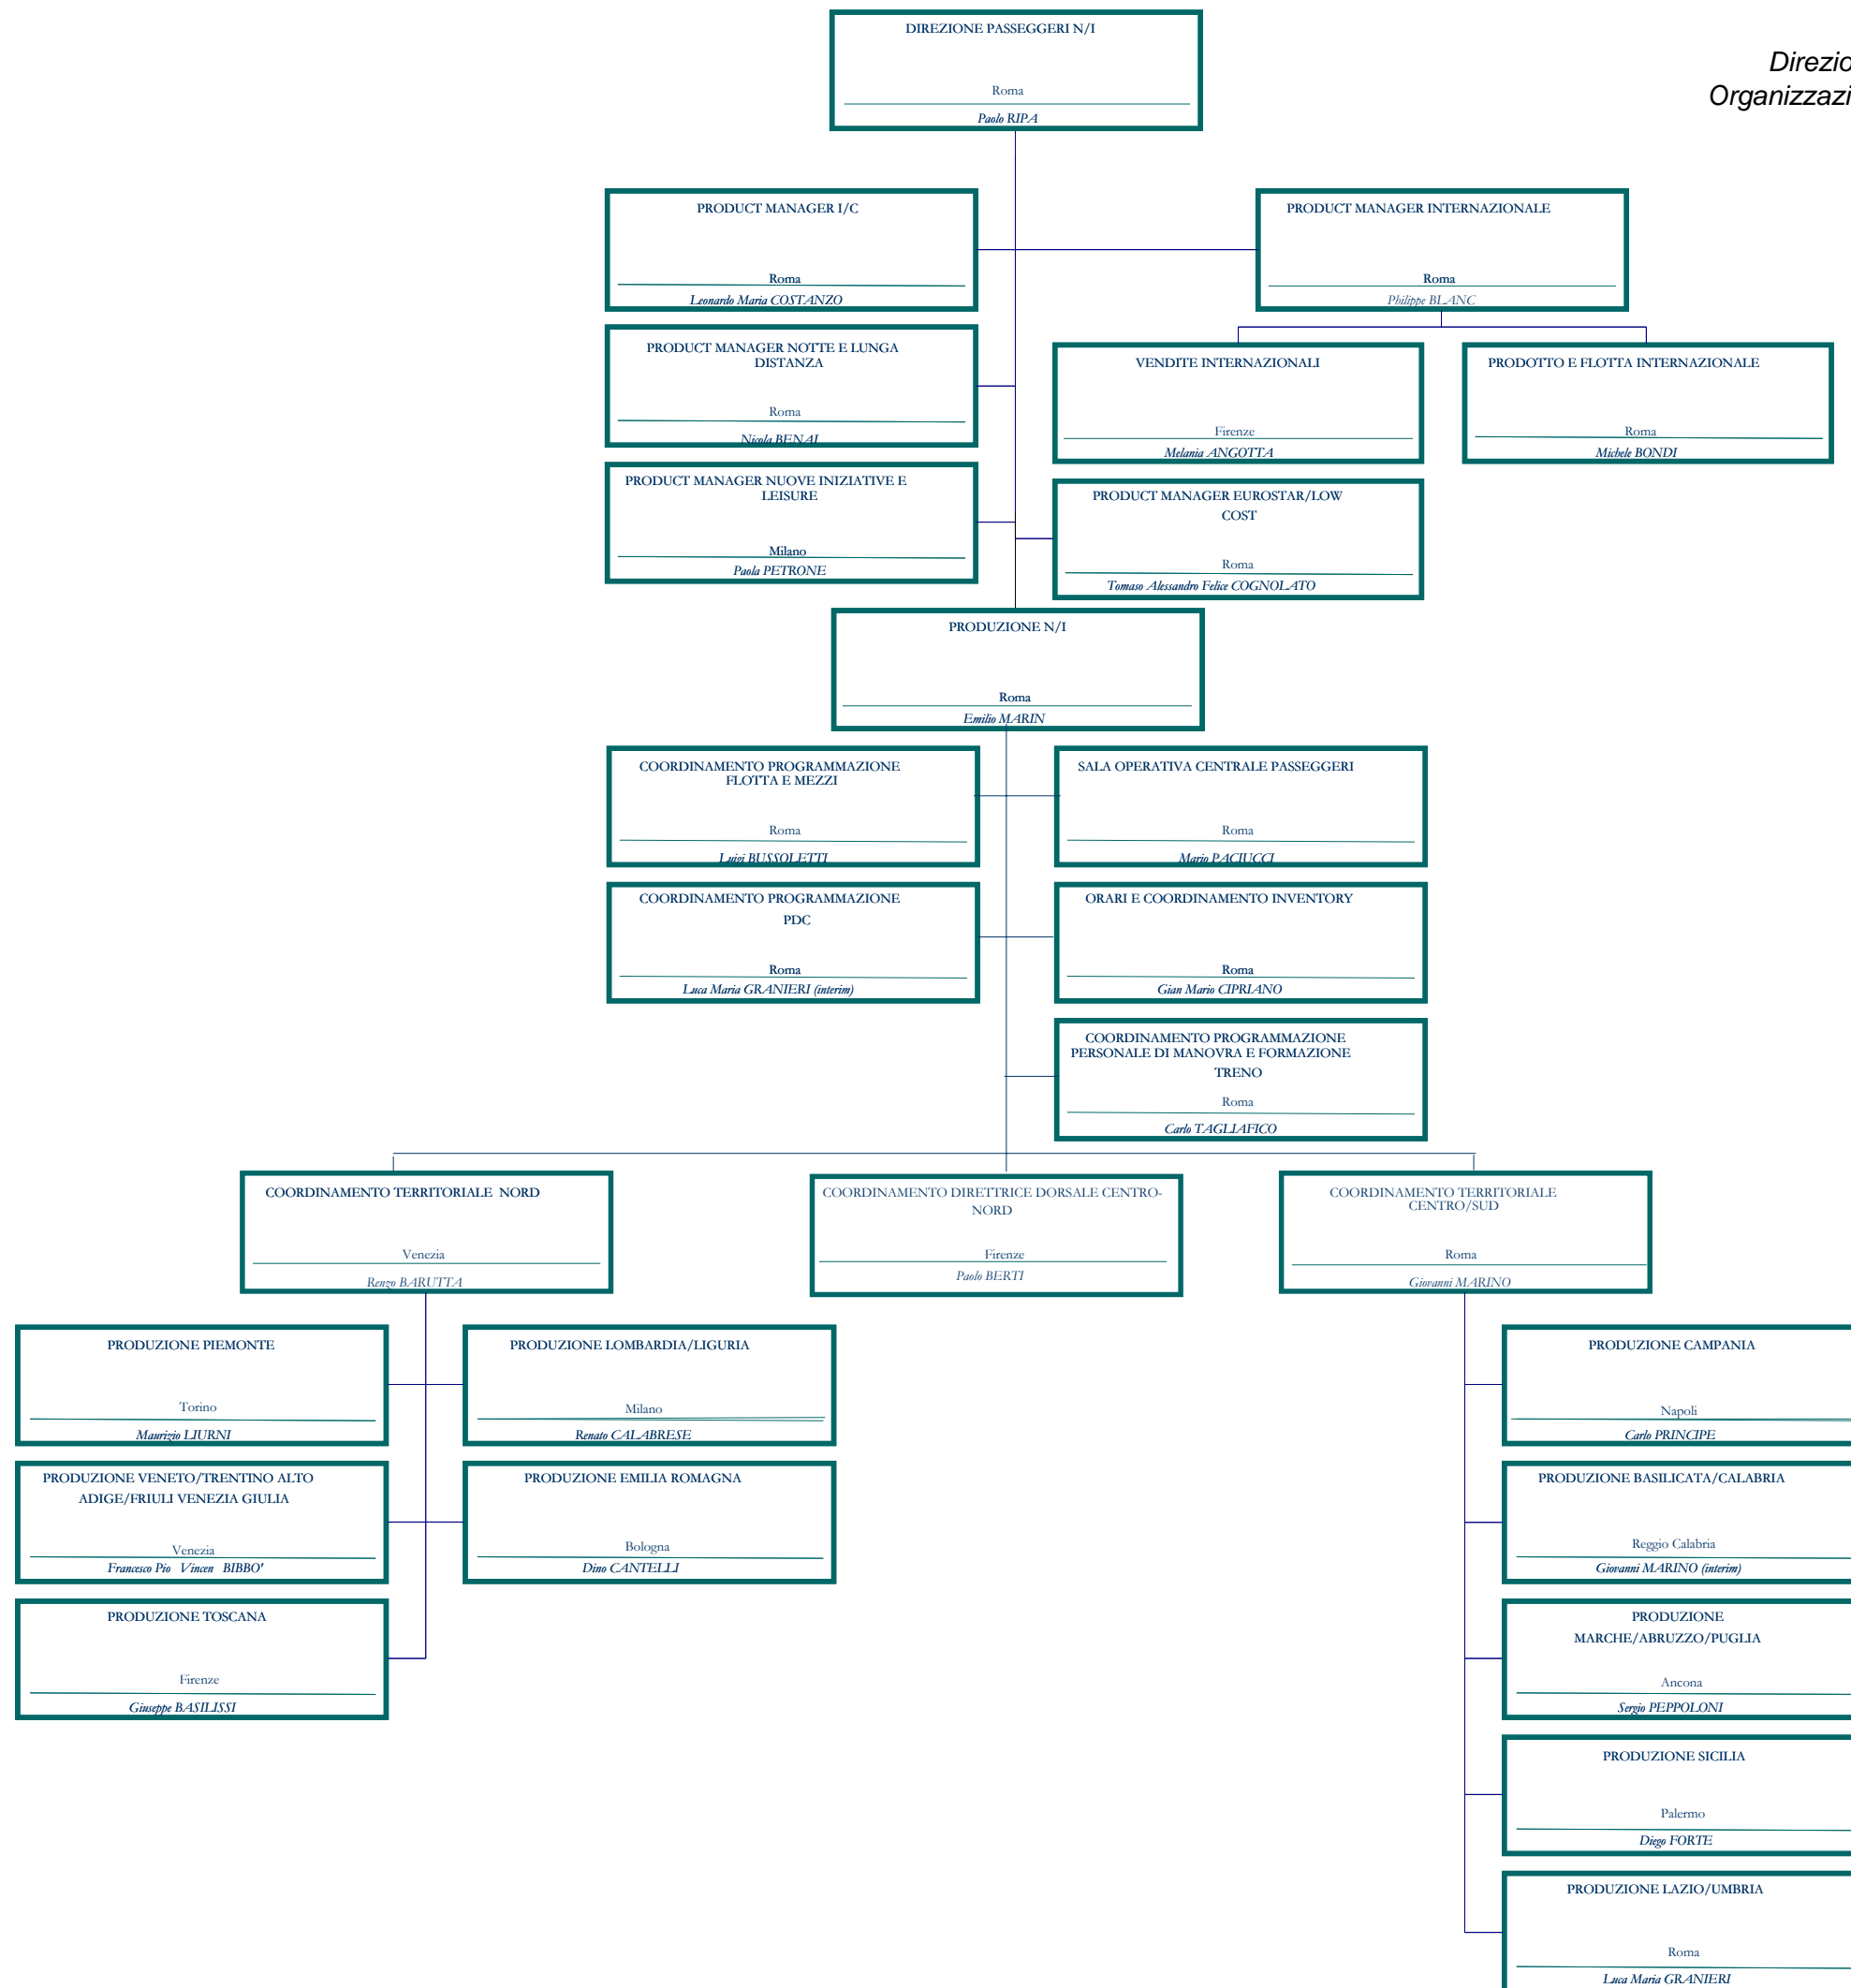 DIREZIONE PASSEGGERI N/I
Roma
Paolo RIPA
Organizzazi
PRODUCT MANAGER I/C
Roma
Leonardo Maria COSTANZO
PRODUCT MANAGER INTERNAZIONALE
Roma
Philippe BLANC
PRODUCT MANAGER NOTTE E LUNGA
DISTANZA
Roma
Nicola BENAI
VENDITE INTERNAZIONALI
Firenze
Melania ANGOTTA
PRODOTTO E FLOTTA INTERNAZIONALE
Roma
Michele BONDI
PRODUCT MANAGER NUOVE INIZIATIVE E
LEISURE
Milano
Paola PETRONE
PRODUCT MANAGER EUROSTAR/LOW
COST
Roma
Tomaso Alessandro Felice COGNOLATO
PRODUZIONE N/I
Roma
Emilio MARIN
COORDINAMENTO PROGRAMMAZIONE
FLOTTA E MEZZI
Roma
Luigi BUSSOLETTI
SALA OPERATIVA CENTRALE PASSEGGERI
Roma
Mario PACIUCCI
COORDINAMENTO PROGRAMMAZIONE
PDC
Roma
Luca Maria GRANIERI (interim)
ORARI E COORDINAMENTO INVENTORY
Roma
Gian Mario CIPRIANO
COORDINAMENTO PROGRAMMAZIONE
PERSONALE DI MANOVRA E FORMAZIONE
TRENO
Roma
Carlo TAGLIAFICO
COORDINAMENTO TERRITORIALE NORD
Venezia
Renzo BARUTTA
COORDINAMENTO DIRETTRICE DORSALE CENTRO-
NORD
Firenze
Paolo BERTI
COORDINAMENTO TERRITORIALE
CENTRO/SUD
Roma
Giovanni MARINO
PRODUZIONE PIEMONTE
Torino
Maurizio LIURNI
PRODUZIONE LOMBARDIA/LIGURIA
Milano
Renato CALABRESE
PRODUZIONE CAMPANIA
Napoli
Carlo PRINCIPE
PRODUZIONE VENETO/TRENTINO ALTO
ADIGE/FRIULI VENEZIA GIULIA
Venezia
Francesco Pio Vincen BIBBO'
PRODUZIONE EMILIA ROMAGNA
Bologna
Dino CANTELLI
PRODUZIONE BASILICATA/CALABRIA
Reggio Calabria
Giovanni MARINO (interim)
PRODUZIONE TOSCANA
Firenze
Giuseppe BASILISSI
PRODUZIONE
MARCHE/ABRUZZO/PUGLIA
Ancona
Sergio PEPPOLONI
PRODUZIONE SICILIA
Palermo
Diego FORTE
PRODUZIONE LAZIO/UMBRIA
Roma
Luca Maria GRANIERI